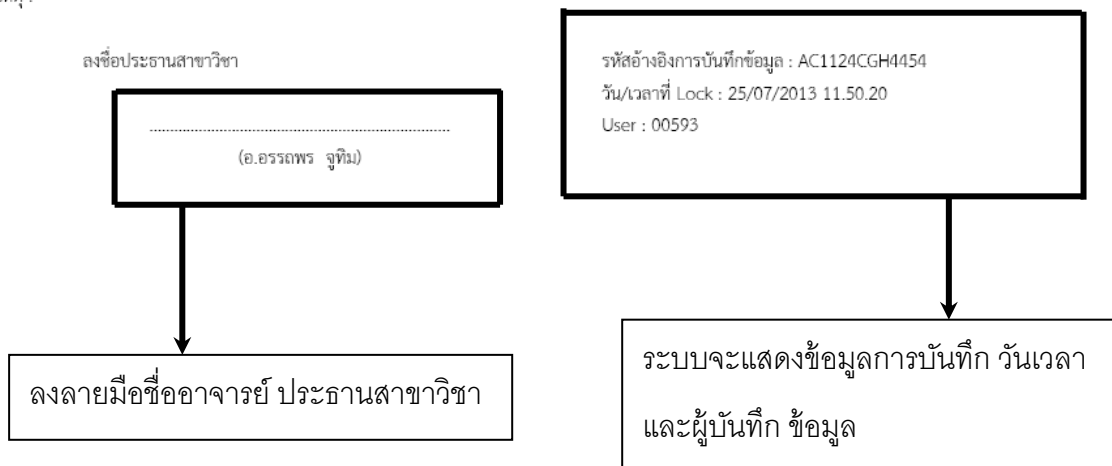 ลงชื่อประธานสาขาวิชา
....................................................................................
(อ.อรรถพร จูทิม)
รหัสอ้างอิงการบันทึกข้อมูล : AC1124CGH4454
วัน/เวลาที่ Lock : 25/07/2013 11.50.20
User : 00593
ลงลายมือชื่ออาจารย์ ประธานสาขาวิชา
ระบบจะแสดงข้อมูลการบันทึก วันเวลา
และผู้บันทึก ข้อมูล